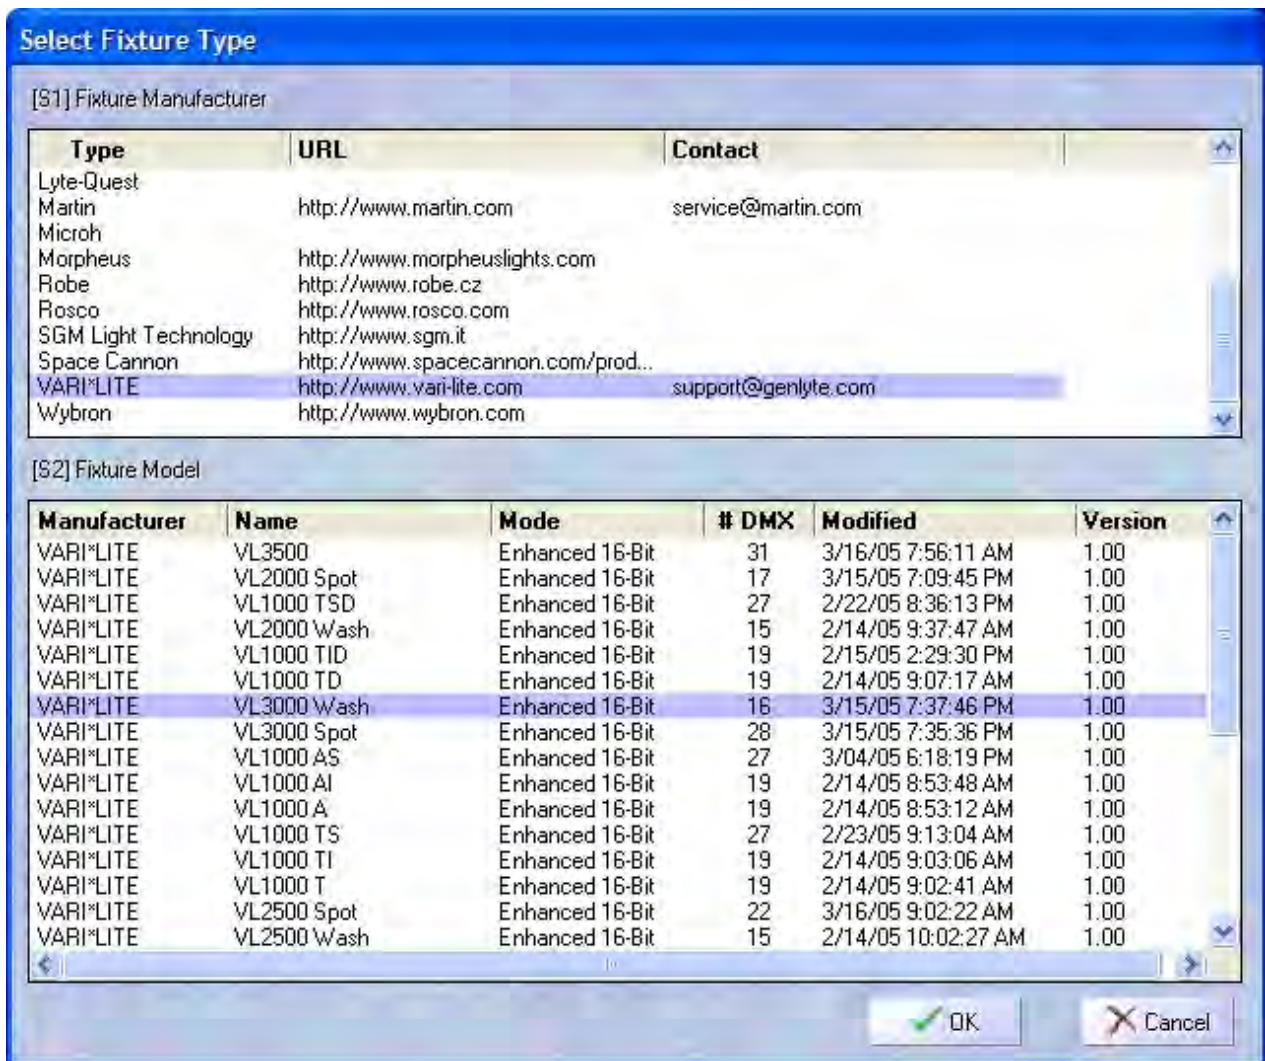 Select Fixture Type
[S1] Fixture Manufacturer
Type URL Contact
Lyte-Quest
Martin http://www.martin.com service@martin.com
Microh
Morpheus http://www.morpheuslights.com
Robe http://www.robe.cz
Rosco http://www.rosco.com
SGM Light Technology http://www.sgm.it
Space Cannon http://www.spacecannon.com/prod...
VARI*LITE http://www.vari-lite.com support@genlyte.com
Wybron http://www.wybron.com
[S2] Fixture Model
Manufacturer Name Mode # DMX Modified Version
VARI*LITE VL3500 Enhanced 16-Bit 31 3/16/05 7:56:11 AM 1.00
VARI*LITE VL2000 Spot Enhanced 16-Bit 17 3/15/05 7:09:45 PM 1.00
VARI*LITE VL1000 TSD Enhanced 16-Bit 27 2/22/05 8:36:13 PM 1.00
VARI*LITE VL2000 Wash Enhanced 16-Bit 15 2/14/05 9:37:47 AM 1.00
VARI*LITE VL1000 TID Enhanced 16-Bit 19 2/15/05 2:29:30 PM 1.00
VARI*LITE VL1000 TD Enhanced 16-Bit 19 2/14/05 9:07:17 AM 1.00
VARI*LITE VL3000 Wash Enhanced 16-Bit 16 3/15/05 7:37:46 PM 1.00
VARI*LITE VL3000 Spot Enhanced 16-Bit 28 3/15/05 7:35:36 PM 1.00
VARI*LITE VL1000 AS Enhanced 16-Bit 27 3/04/05 6:18:19 PM 1.00
VARI*LITE VL1000 AI Enhanced 16-Bit 19 2/14/05 8:53:48 AM 1.00
VARI*LITE VL1000 A Enhanced 16-Bit 19 2/14/05 8:53:12 AM 1.00
VARI*LITE VL1000 TS Enhanced 16-Bit 27 2/23/05 9:13:04 AM 1.00
VARI*LITE VL1000 TI Enhanced 16-Bit 19 2/14/05 9:03:06 AM 1.00
VARI*LITE VL1000 T Enhanced 16-Bit 19 2/14/05 9:02:41 AM 1.00
VARI*LITE VL2500 Spot Enhanced 16-Bit 22 3/16/05 9:02:22 AM 1.00
VARI*LITE VL2500 Wash Enhanced 16-Bit 15 2/14/05 10:02:27 AM 1.00
OK Cancel